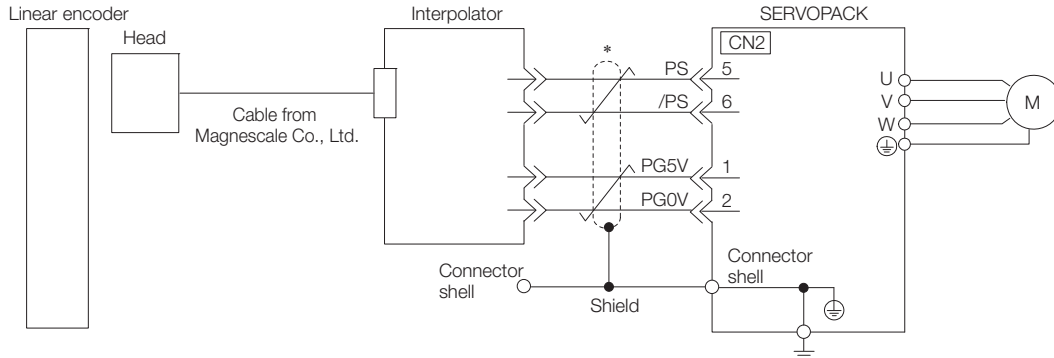 Linear encoder
Head
Cable from
Magnescale Co., Ltd.
Interpolator
*
SERVOPACK
CN2
PS 5
/PS 6
PG5V 1
PG0V 2
Connector
shell
Shield
Connector
shell
U
V
W
M